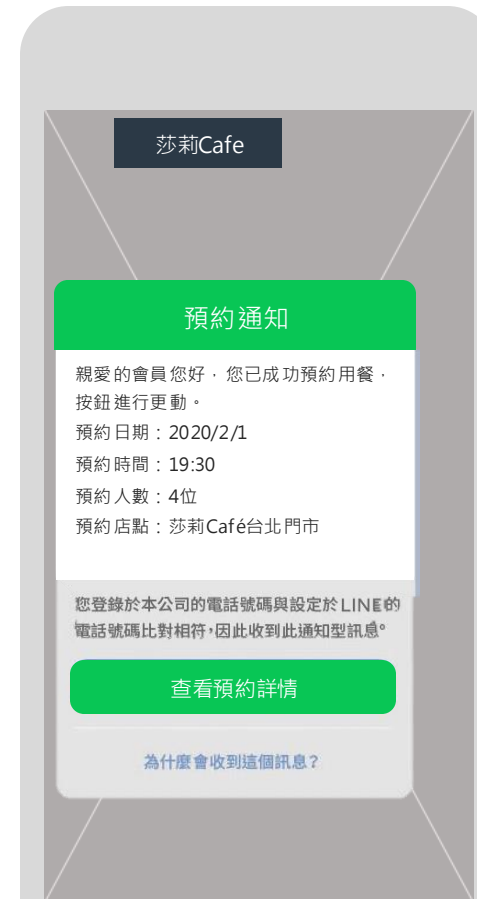 莎莉Cafe
預約通知
親愛的會員您好，您已成功預約用餐，
按鈕進行更動。
預約日期：2020/2/1
預約時間：19:30
預約人數：4位
預約店點：莎莉Café台北門市
您登錄於本公司的電話號碼與設定於LINE的
電話號碼比對相符，因此收到此通知型訊息。
查看預約詳情
為什麼會收到這個訊息？